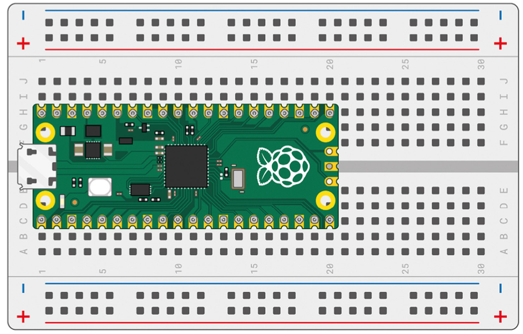 − −
+ +
1 5 10 15 20 25 30
J J
I I
H H
G G
F F
E E
D D
C C
B B
A A
1 5 10 15 20 25 30
− −
+ +